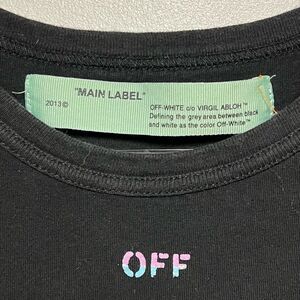 "MAIN LABEL"
2013©
OFF-WHITE c/o VIRGIL ABLOH™
Defining the grey area between black
and white as the color Off-White™
OFF